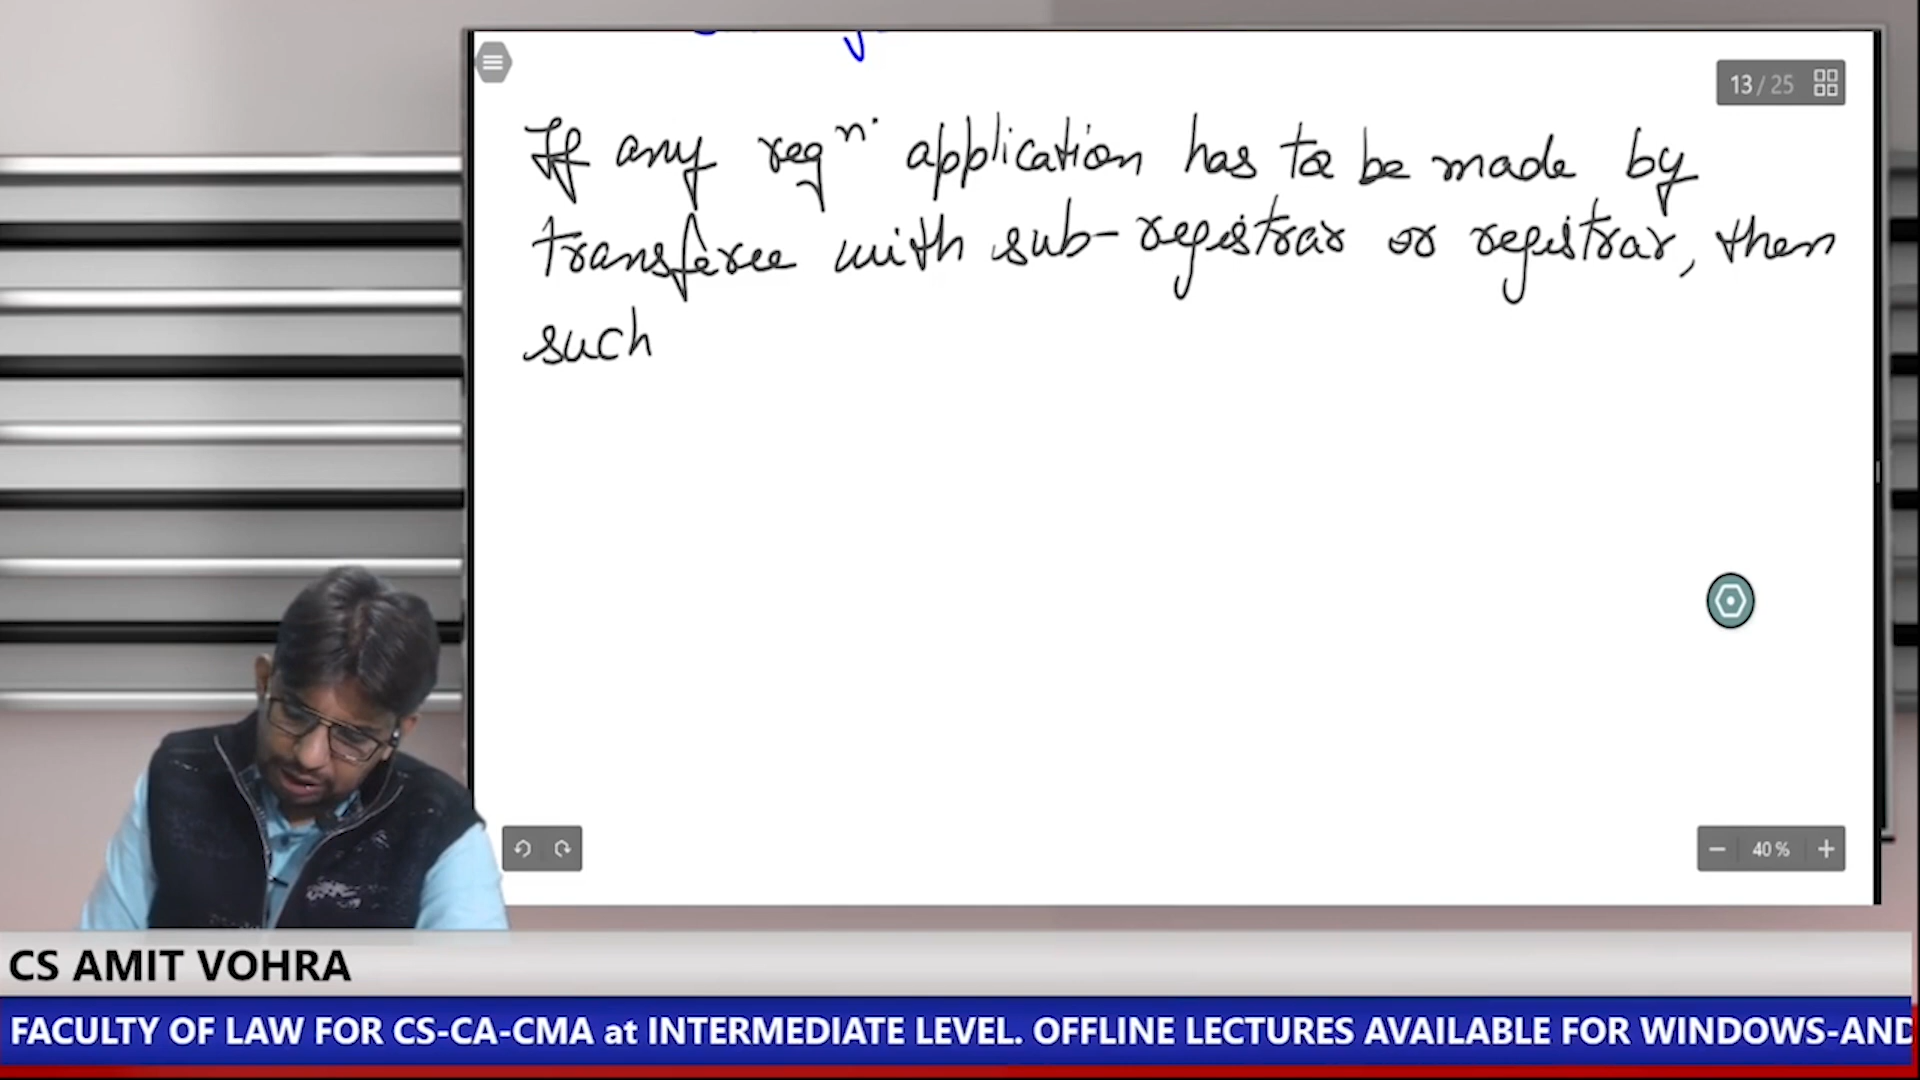 13 / 25
If any regn. application has to be made by
transferee with sub-registrar or registrar, then
such
40 %
CS AMIT VOHRA
FACULTY OF LAW FOR CS-CA-CMA at INTERMEDIATE LEVEL. OFFLINE LECTURES AVAILABLE FOR WINDOWS-AND